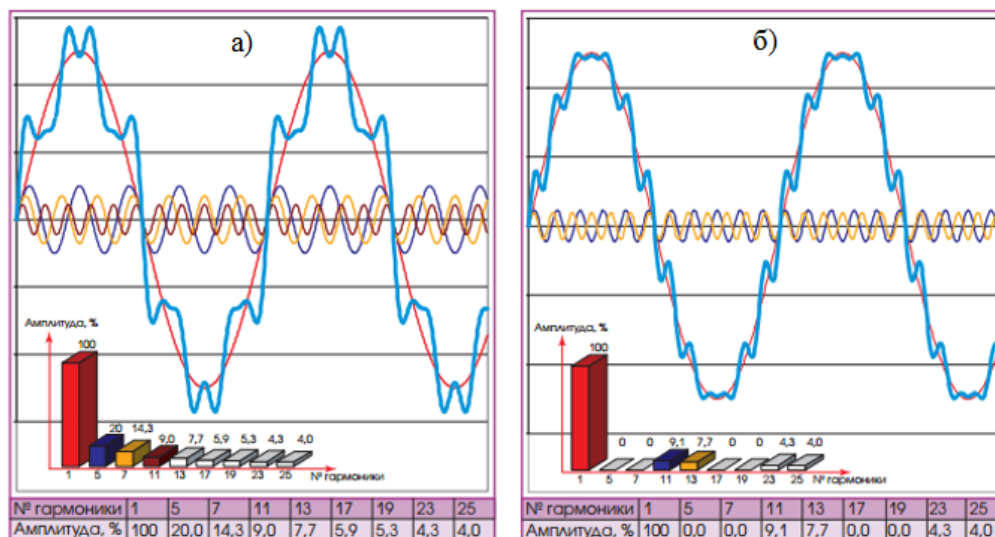 а)
Амплитуда, %
100
20 14,3
9,0 7,7 5,9 5,3 4,3 4,0
1 5 7 11 13 17 19 23 25
№ гармоники
№ гармоники 1 5 7 11 13 17 19 23 25
Амплитуда, % 100 20,0 14,3 9,0 7,7 5,9 5,3 4,3 4,0
б)
Амплитуда, %
100
0 0 9,1 7,7 0 0 4,3 4,0
1 5 7 11 13 17 19 23 25
№ гармоники
№ гармоники 1 5 7 11 13 17 19 23 25
Амплитуда, % 100 0,0 0,0 9,1 7,7 0,0 0,0 4,3 4,0